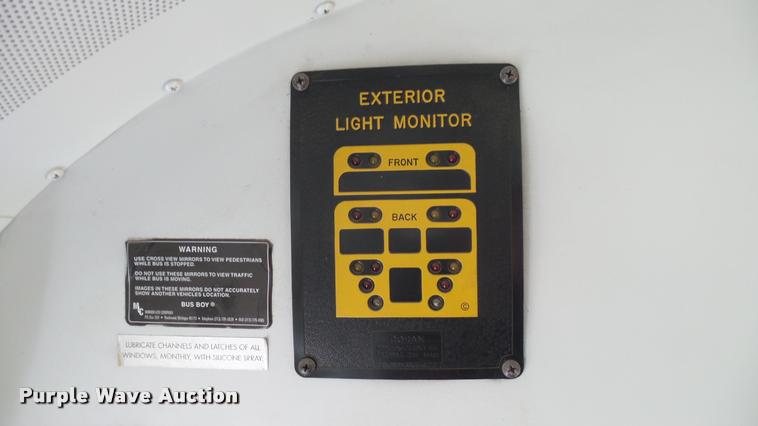 EXTERIOR
LIGHT MONITOR
FRONT
BACK
©
WARNING
USE CROSS VIEW MIRRORS TO VIEW PEDESTRIANS
WHILE BUS IS STOPPED.
DO NOT USE THESE MIRRORS TO VIEW TRAFFIC
WHILE BUS IS MOVING.
IMAGES IN THESE MIRRORS DO NOT ACCURATELY
SHOW ANOTHER VEHICLES LOCATION.
BUS BOY®
LUBRICATE CHANNELS AND LATCHES OF ALL
WINDOWS, MONTHLY, WITH SILICONE SPRAY.
Purple Wave Auction